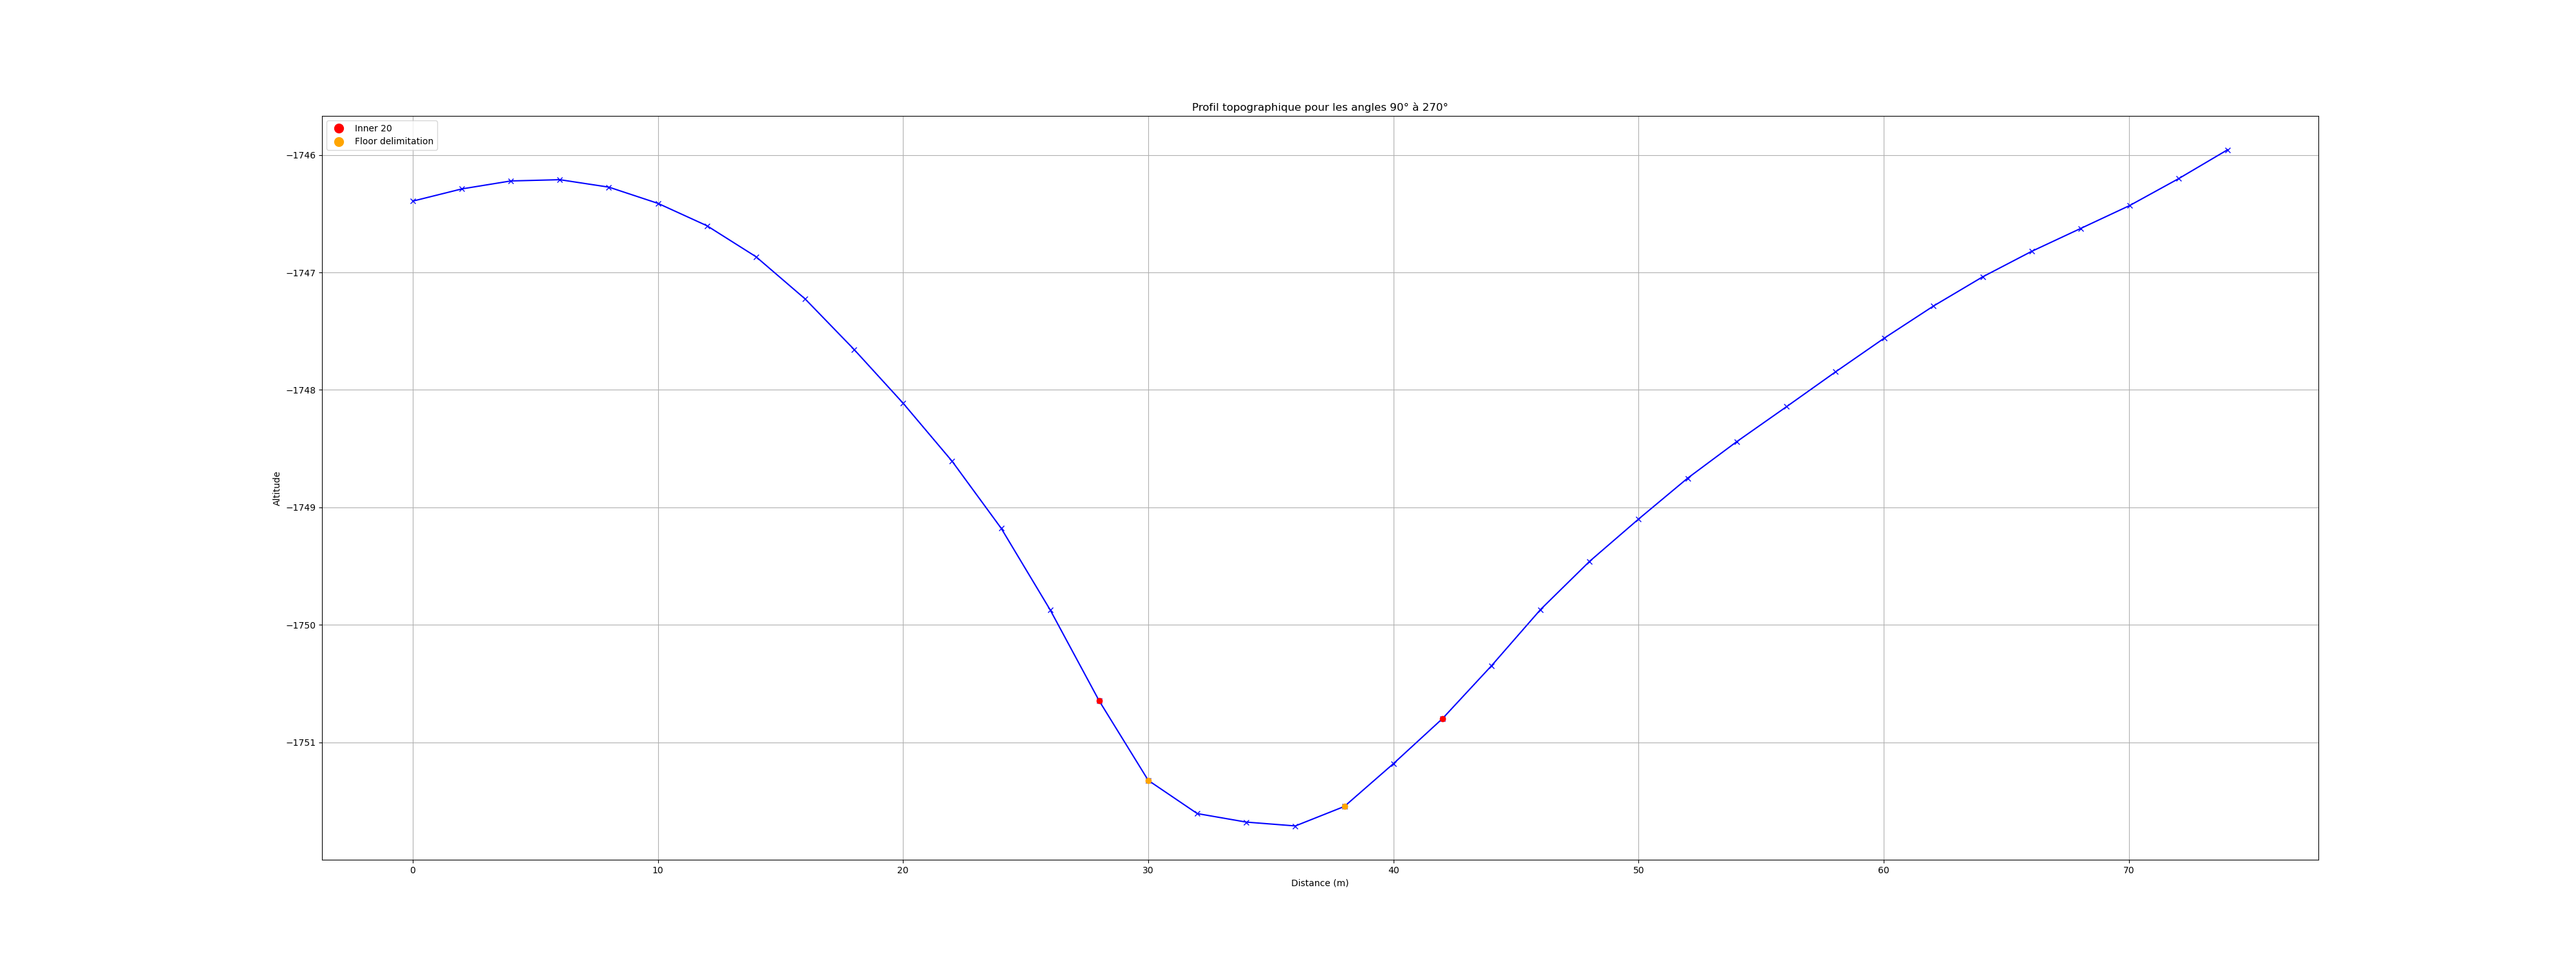 Profil topographique pour les angles 90° à 270°
Inner 20
Floor delimitation
−1746
−1747
−1748
−1749
−1750
−1751
Altitude
0 10 20 30 40 50 60 70
Distance (m)